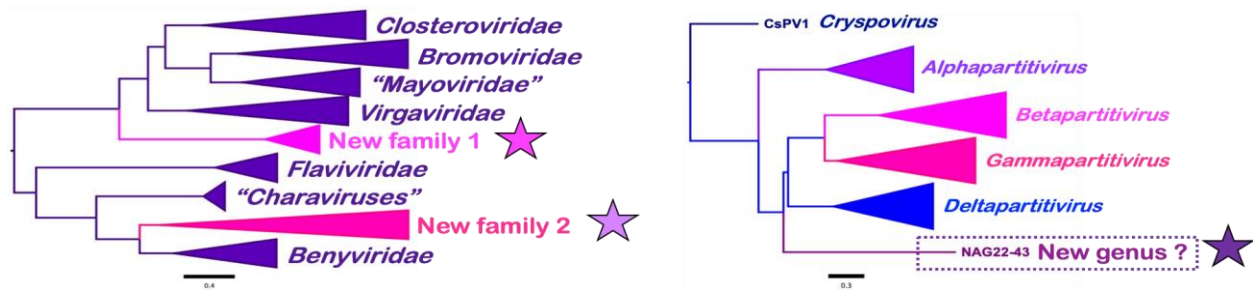 Closteroviridae
Bromoviridae
“Mayoviridae”
Virgaviridae
New family 1
Flaviviridae
“Charaviruses”
New family 2
Benyviridae
0.4
CsPV1 Cryspovirus
Alphapartitivirus
Betapartitivirus
Gammapartitivirus
Deltapartitivirus
NAG22-43 New genus ?
0.3